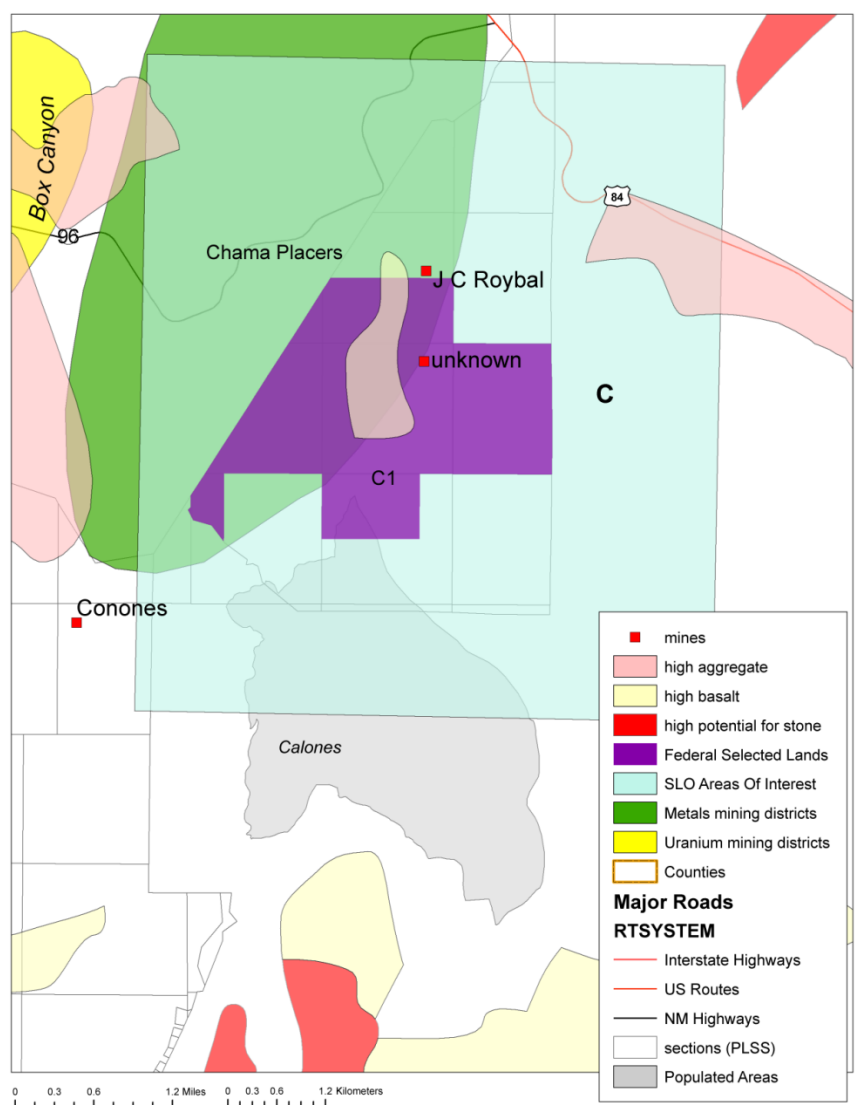 Box Canyon
96
84
Chama Placers
J C Roybal
unknown
C
C1
Conones
Calones
mines
high aggregate
high basalt
high potential for stone
Federal Selected Lands
SLO Areas Of Interest
Metals mining districts
Uranium mining districts
Counties
Major Roads
RTSYSTEM
Interstate Highways
US Routes
NM Highways
sections (PLSS)
Populated Areas
0 0.3 0.6 1.2 Miles
0 0.3 0.6 1.2 Kilometers